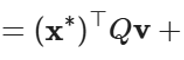 = (𝐱*)⊤Q𝐯 +